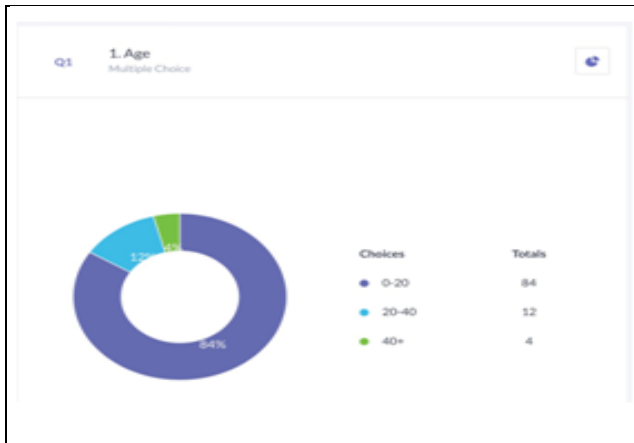 Q1
1. Age
Multiple Choice
12%
4%
84%
Choices Totals
0-20 84
20-40 12
40+ 4